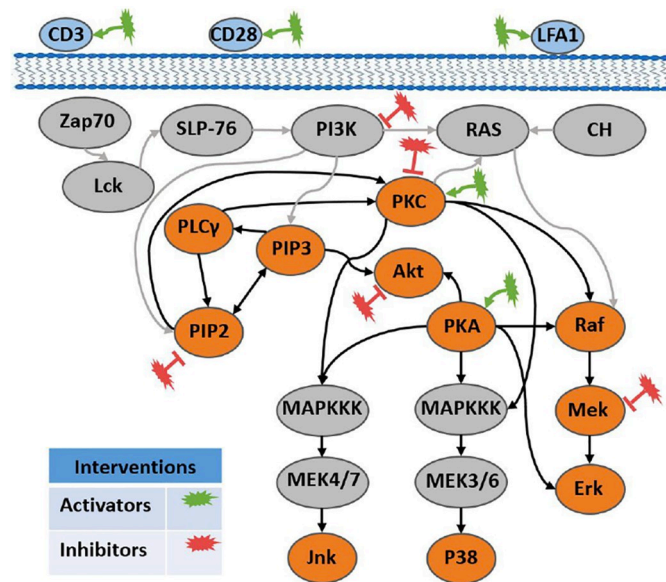 CD3
CD28
LFA1
Zap70
SLP-76
PI3K
RAS
CH
Lck
PKC
PLCγ
PIP3
Akt
PIP2
PKA
Raf
MAPKKK
MAPKKK
Mek
MEK4/7
MEK3/6
Erk
Jnk
P38
Interventions
Activators
Inhibitors